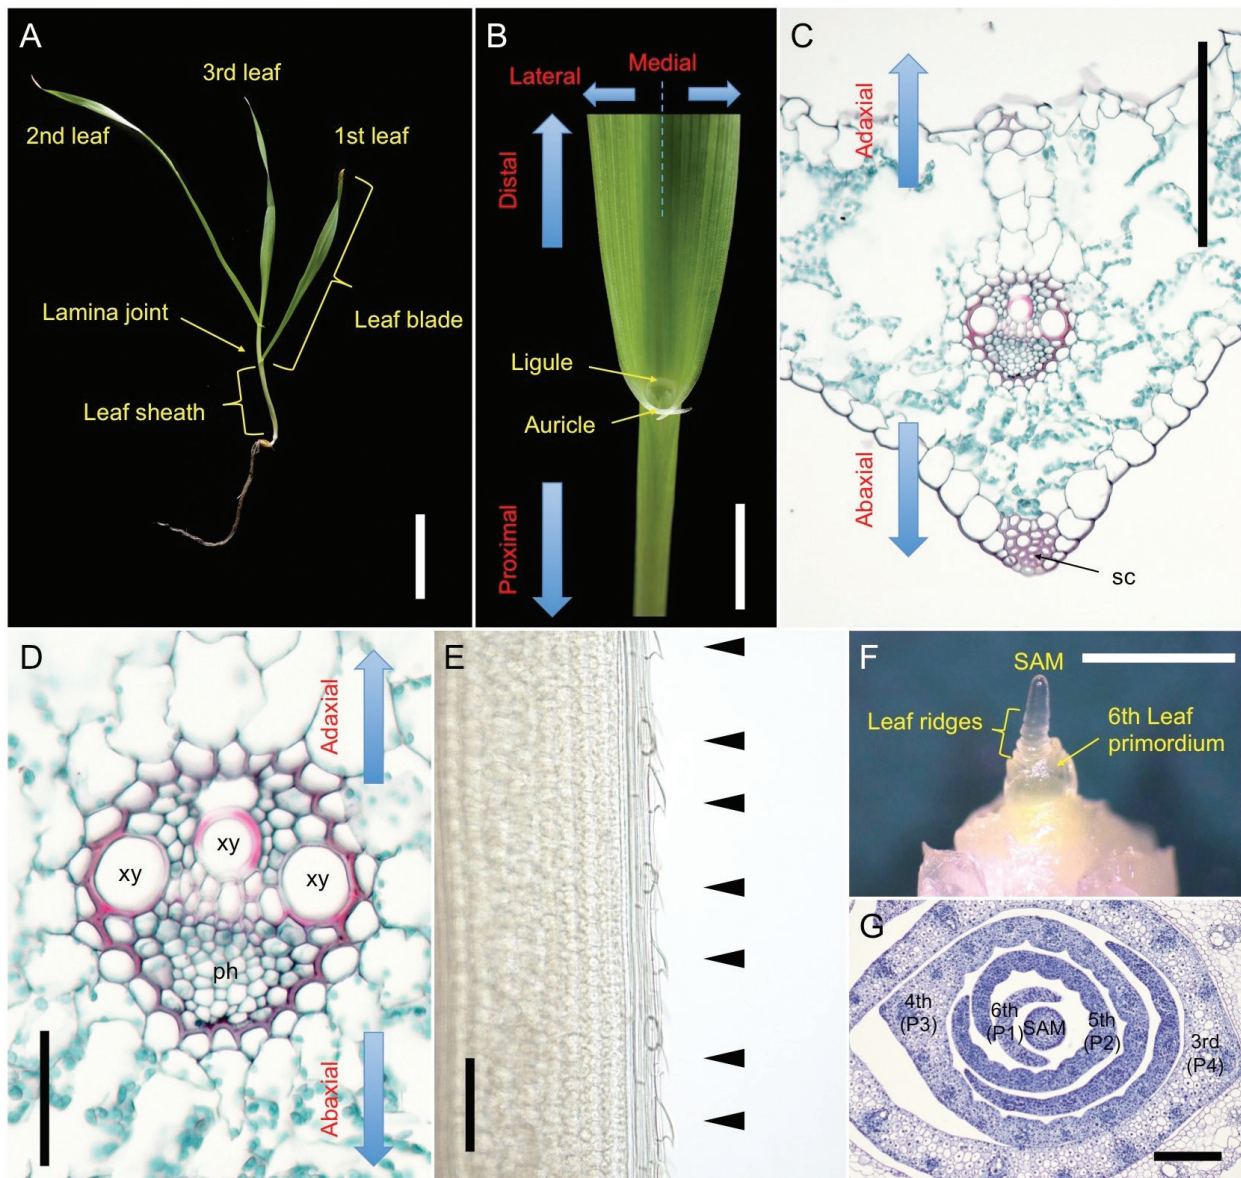 A
3rd leaf
2nd leaf
1st leaf
Lamina joint
Leaf blade
Leaf sheath
B
Medial
Lateral
Distal
Ligule
Auricle
Proximal
C
Adaxial
Abaxial
sc
D
Adaxial
xy
xy
xy
ph
Abaxial
E
F
SAM
Leaf ridges
6th Leaf
primordium
G
4th
(P3)
6th
(P1)
SAM
5th
(P2)
3rd
(P4)